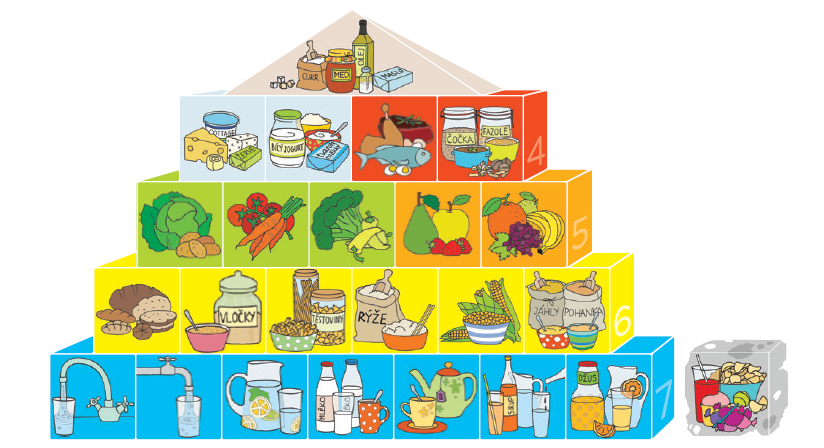 CUKR
MED
OLEJ
MÁSLO
COTTAGE
BÍLÝ JOGURT
ČOČKA
FAZOLE
4
5
VLOČKY
TĚSTOVINY
RÝŽE
JÁHLY
POHANKA
6
MLÉKO
SIRUP
DŽUS
7